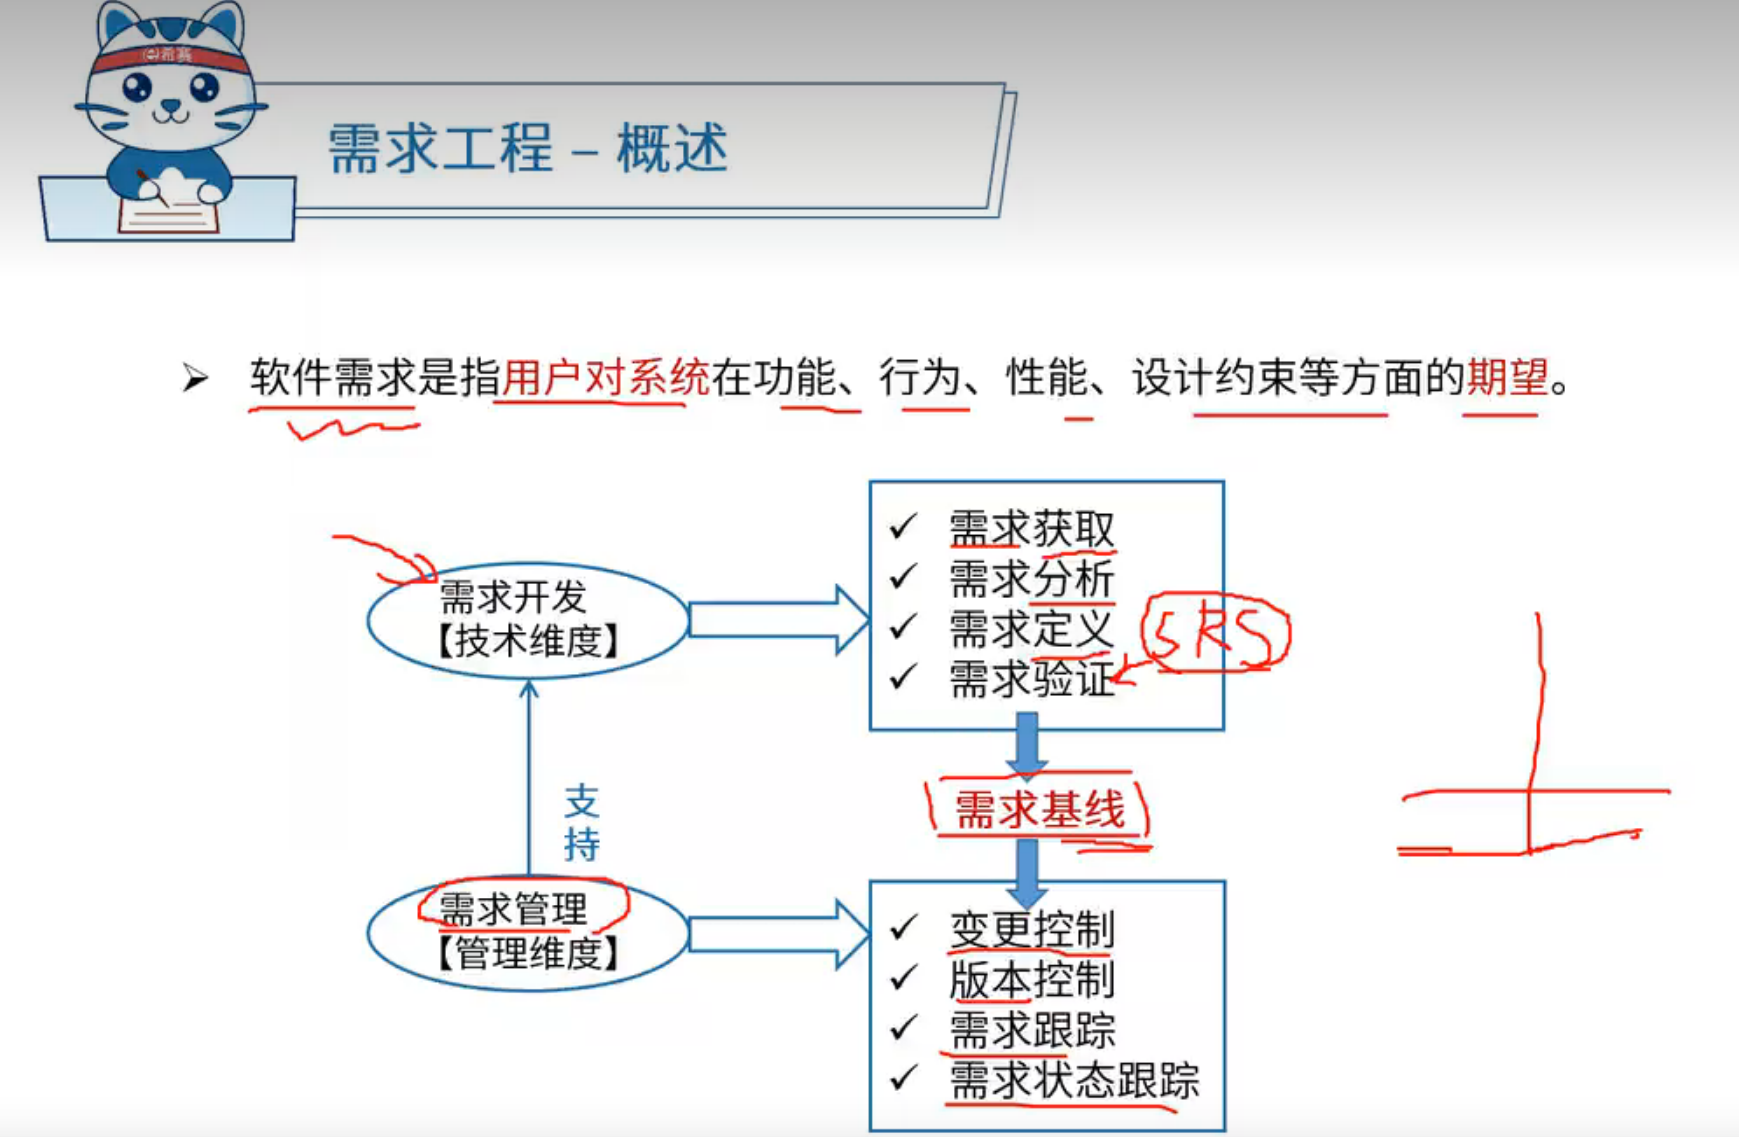 希赛
需求工程 – 概述
➢ 软件需求是指用户对系统在功能、行为、性能、设计约束等方面的期望。
需求开发
【技术维度】
✓ 需求获取
✓ 需求分析
✓ 需求定义
SRS
✓ 需求验证
需求基线
支持
需求管理
【管理维度】
✓ 变更控制
✓ 版本控制
✓ 需求跟踪
✓ 需求状态跟踪